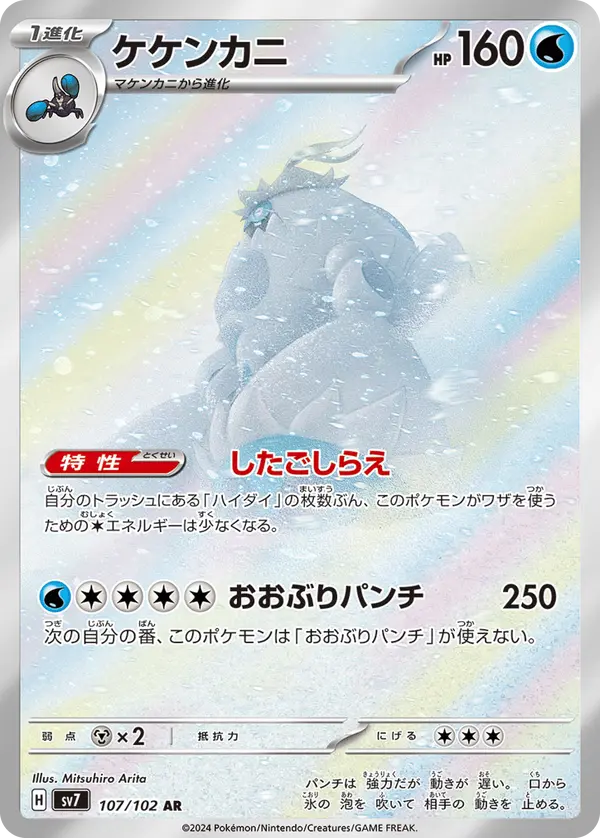 1進化 ケケンカニ HP 160
マケンカニから進化
特性 とくせい したごしらえ
自分のトラッシュにある「ハイダイ」の枚数ぶん、このポケモンがワザを使う
ための エネルギーは少なくなる。
おおぶりパンチ 250
次の自分の番、このポケモンは「おおぶりパンチ」が使えない。
弱点 ×2 抵抗力 にげる
Illus. Mitsuhiro Arita
H sv7 107/102 AR
パンチは 強力だが 動きが 遅い。 口から
氷の 泡を 吹いて 相手の 動きを 止める。
©2024 Pokémon/Nintendo/Creatures/GAME FREAK.